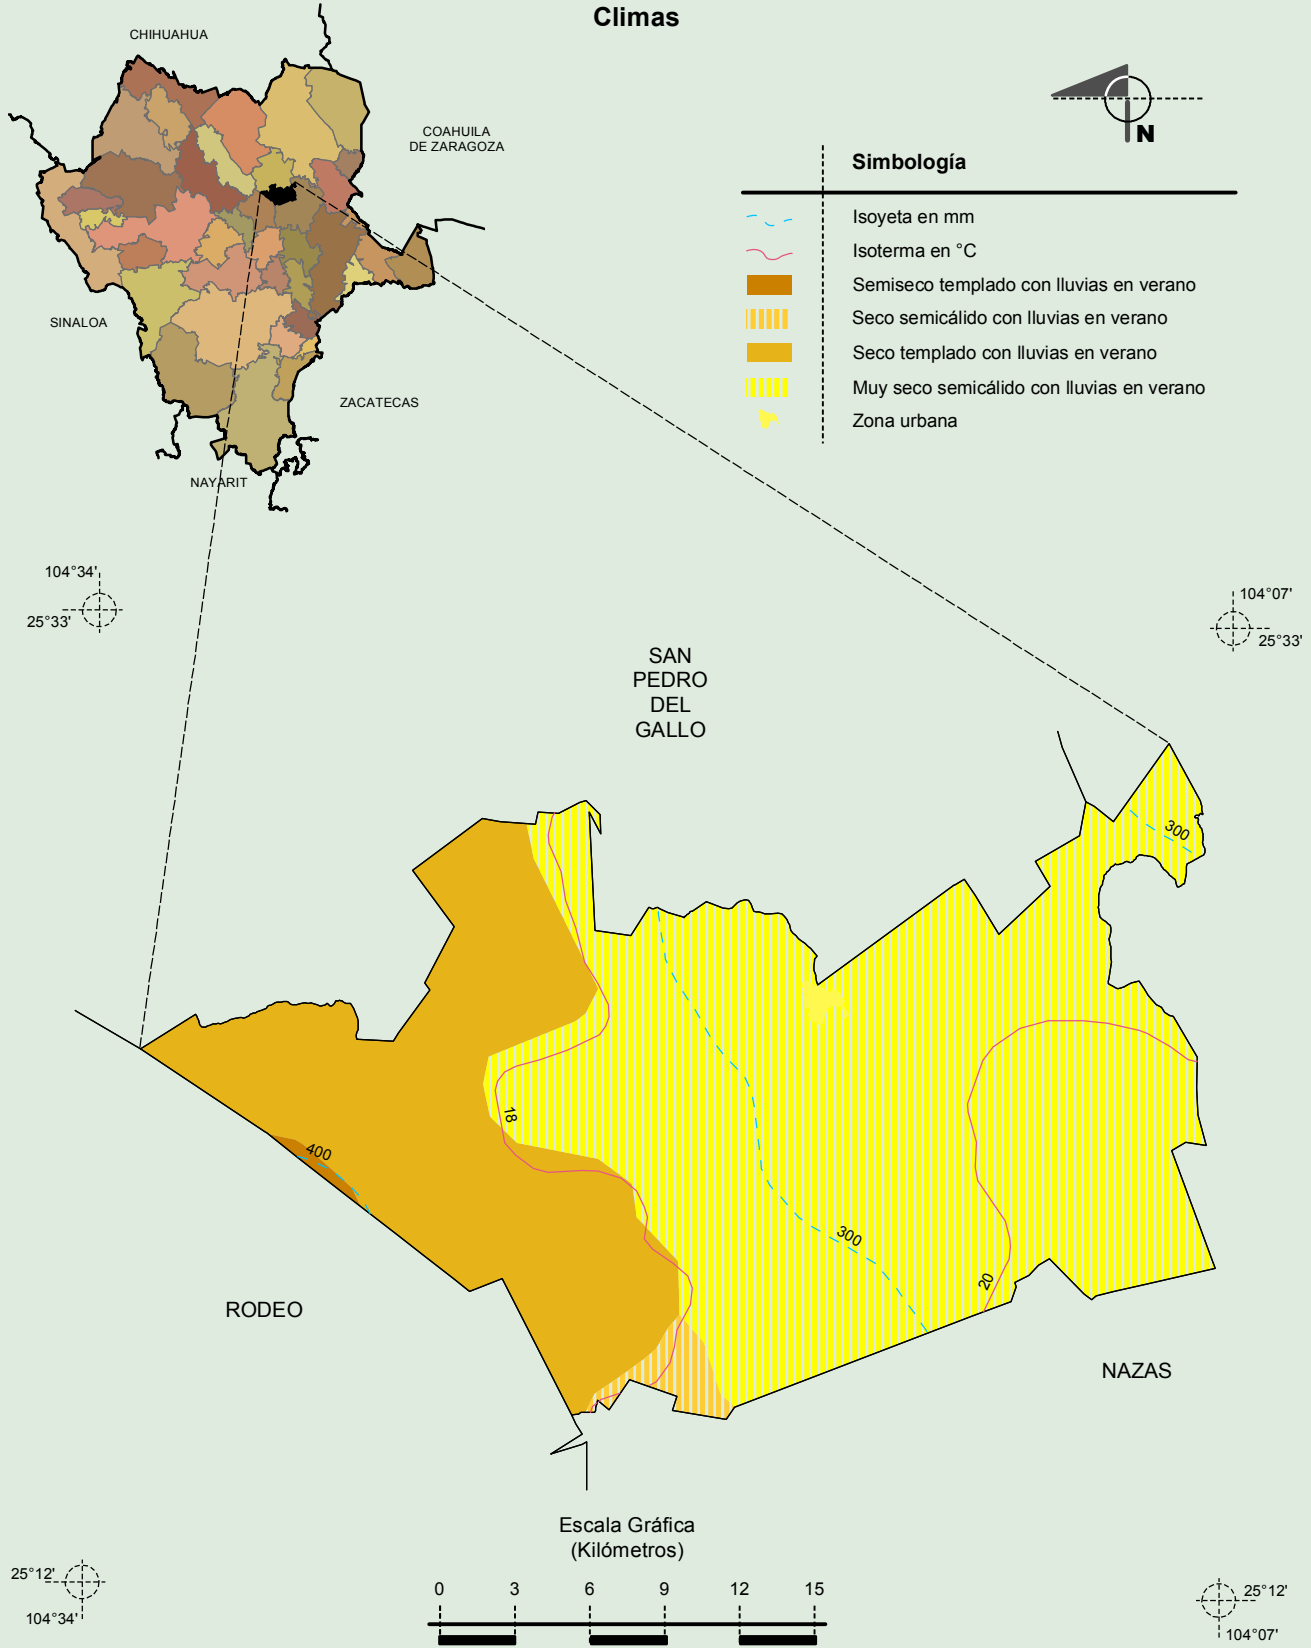 Climas
CHIHUAHUA
COAHUILA
DE ZARAGOZA
SINALOA
ZACATECAS
NAYARIT
N
Simbología
Isoyeta en mm
Isoterma en °C
Semiseco templado con lluvias en verano
Seco semicálido con lluvias en verano
Seco templado con lluvias en verano
Muy seco semicálido con lluvias en verano
Zona urbana
104°34'
25°33'
104°07'
25°33'
SAN
PEDRO
DEL
GALLO
300
18
400
300
20
RODEO
NAZAS
Escala Gráfica
(Kilómetros)
0 3 6 9 12 15
25°12'
104°34'
25°12'
104°07'